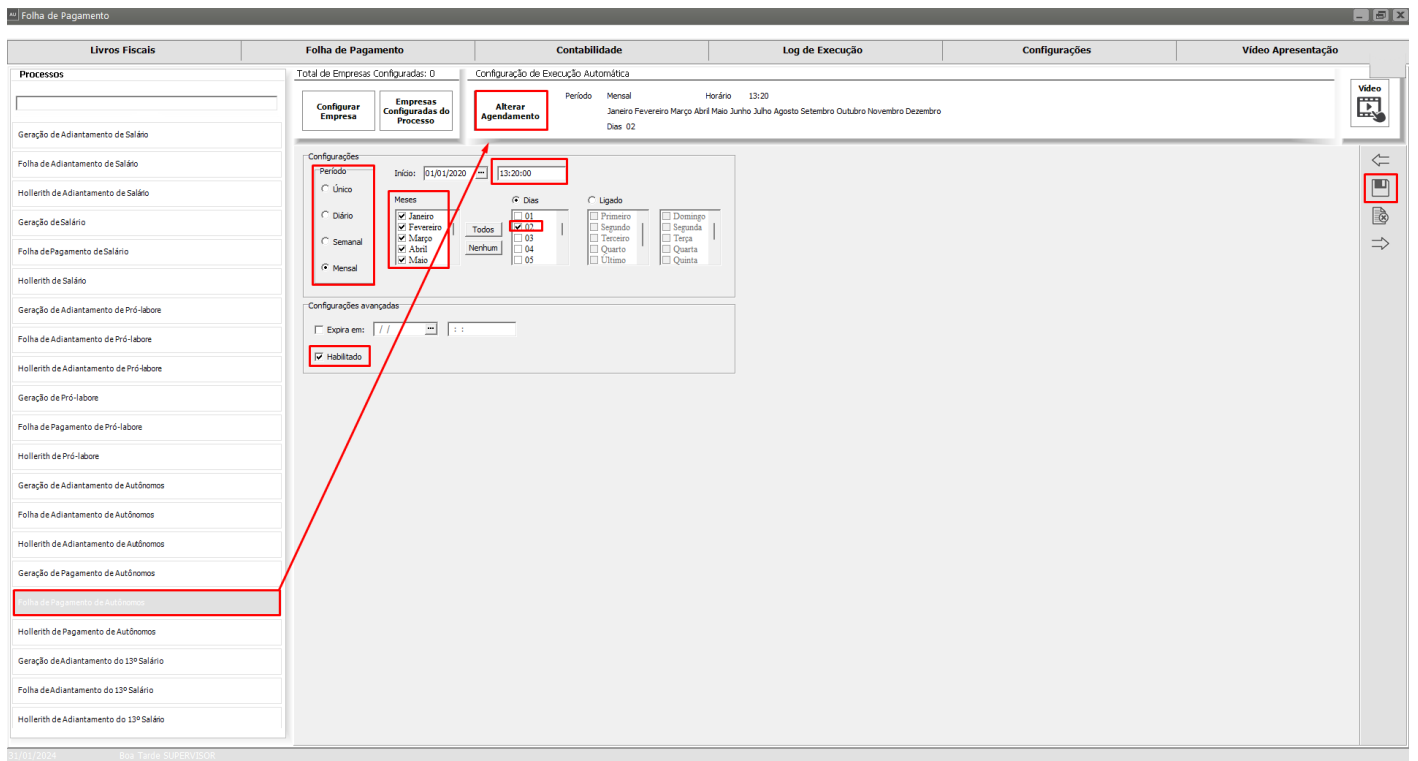 AU Folha de Pagamento
Livros Fiscais
Folha de Pagamento
Contabilidade
Log de Execução
Configurações
Vídeo Apresentação
Processos
Geração de Adiantamento de Salário
Folha de Adiantamento de Salário
Hollerith de Adiantamento de Salário
Geração de Salário
Folha de Pagamento de Salário
Hollerith de Salário
Geração de Adiantamento de Pró-labore
Folha de Adiantamento de Pró-labore
Hollerith de Adiantamento de Pró-labore
Geração de Pró-labore
Folha de Pagamento de Pró-labore
Hollerith de Pró-labore
Geração de Adiantamento de Autônomos
Folha de Adiantamento de Autônomos
Hollerith de Adiantamento de Autônomos
Geração de Pagamento de Autônomos
Folha de Pagamento de Autônomos
Hollerith de Pagamento de Autônomos
Geração de Adiantamento do 13º Salário
Folha de Adiantamento do 13º Salário
Hollerith de Adiantamento do 13º Salário
Total de Empresas Configuradas: 0
Configurar
Empresa
Empresas
Configuradas do
Processo
Configuração de Execução Automática
Alterar
Agendamento
Período Mensal Horário 13:20
Janeiro Fevereiro Março Abril Maio Junho Julho Agosto Setembro Outubro Novembro Dezembro
Dias 02
Vídeo
Configurações
Período
Único
Diário
Semanal
Mensal
Início: 01/01/2020 ... 13:20:00
Meses
Janeiro
Fevereiro
Março
Abril
Maio
Todos
Nenhum
Dias
01
02
03
04
05
Ligado
Primeiro
Segundo
Terceiro
Quarto
Último
Domingo
Segunda
Terça
Quarta
Quinta
Configurações avançadas
Expira em: / / ... : :
Habilitado
31/01/2024 Boa Tarde SUPERVISOR